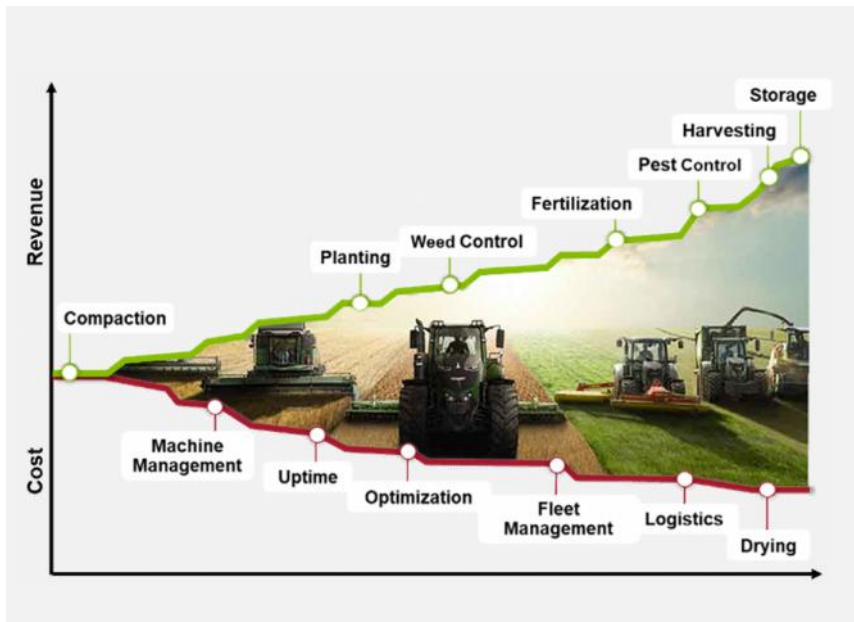 Storage
Harvesting
Pest Control
Fertilization
Weed Control
Planting
Compaction
Revenue
Cost
Machine
Management
Uptime
Optimization
Fleet
Management
Logistics
Drying